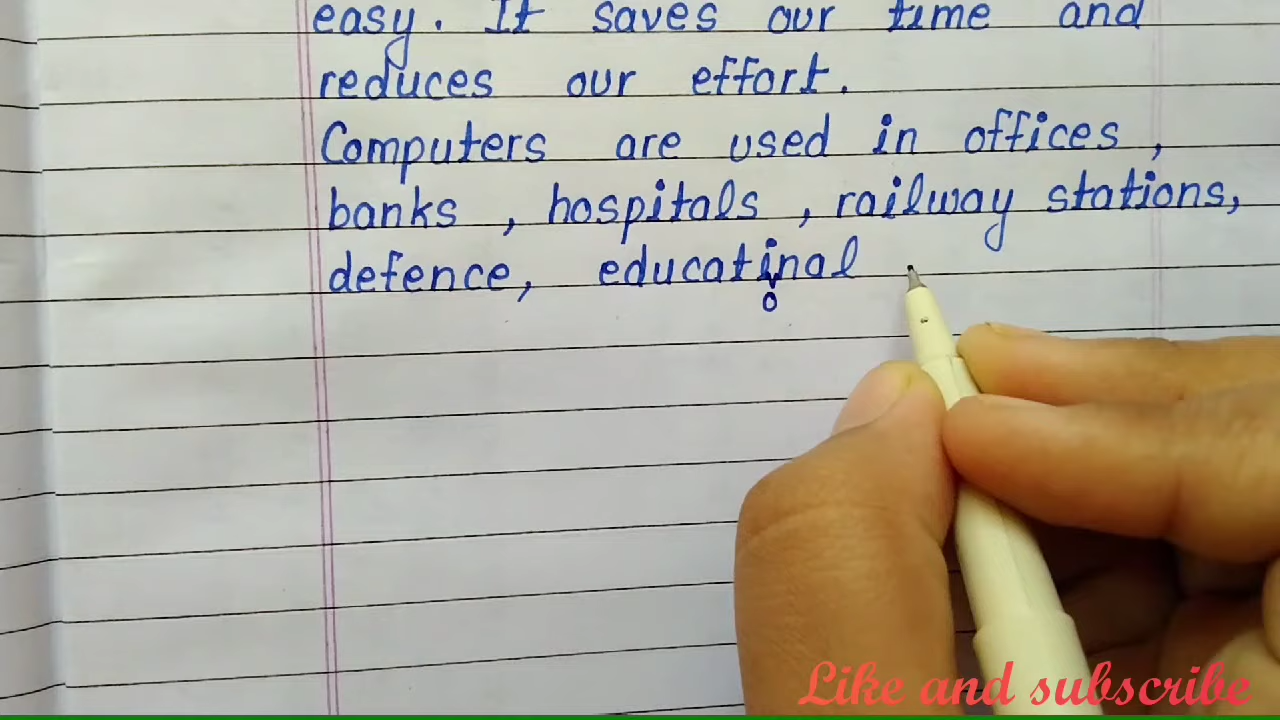 easy. It saves our time and
reduces our effort.
Computers are used in offices,
banks, hospitals, railway stations,
defence, educatinal
o
Like and subscribe